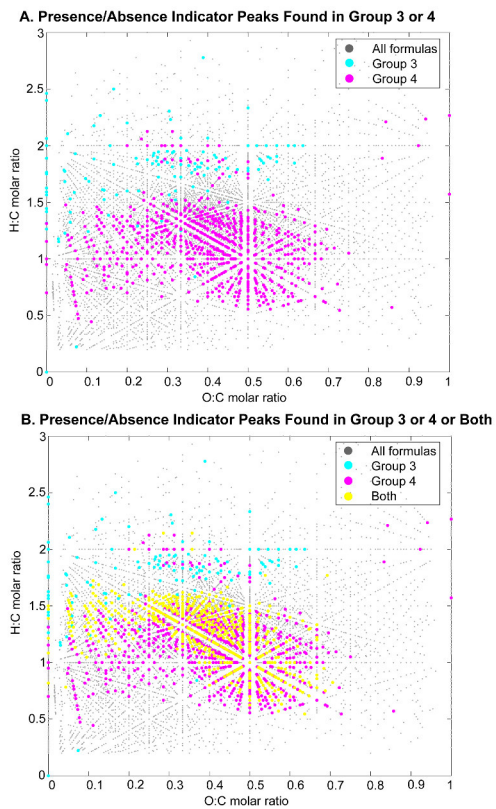 A. Presence/Absence Indicator Peaks Found in Group 3 or 4
3
2.5
2
1.5
1
0.5
0
H:C molar ratio
All formulas
Group 3
Group 4
0 0.1 0.2 0.3 0.4 0.5 0.6 0.7 0.8 0.9 1
O:C molar ratio
B. Presence/Absence Indicator Peaks Found in Group 3 or 4 or Both
3
2.5
2
1.5
1
0.5
0
H:C molar ratio
All formulas
Group 3
Group 4
Both
0 0.1 0.2 0.3 0.4 0.5 0.6 0.7 0.8 0.9 1
O:C molar ratio